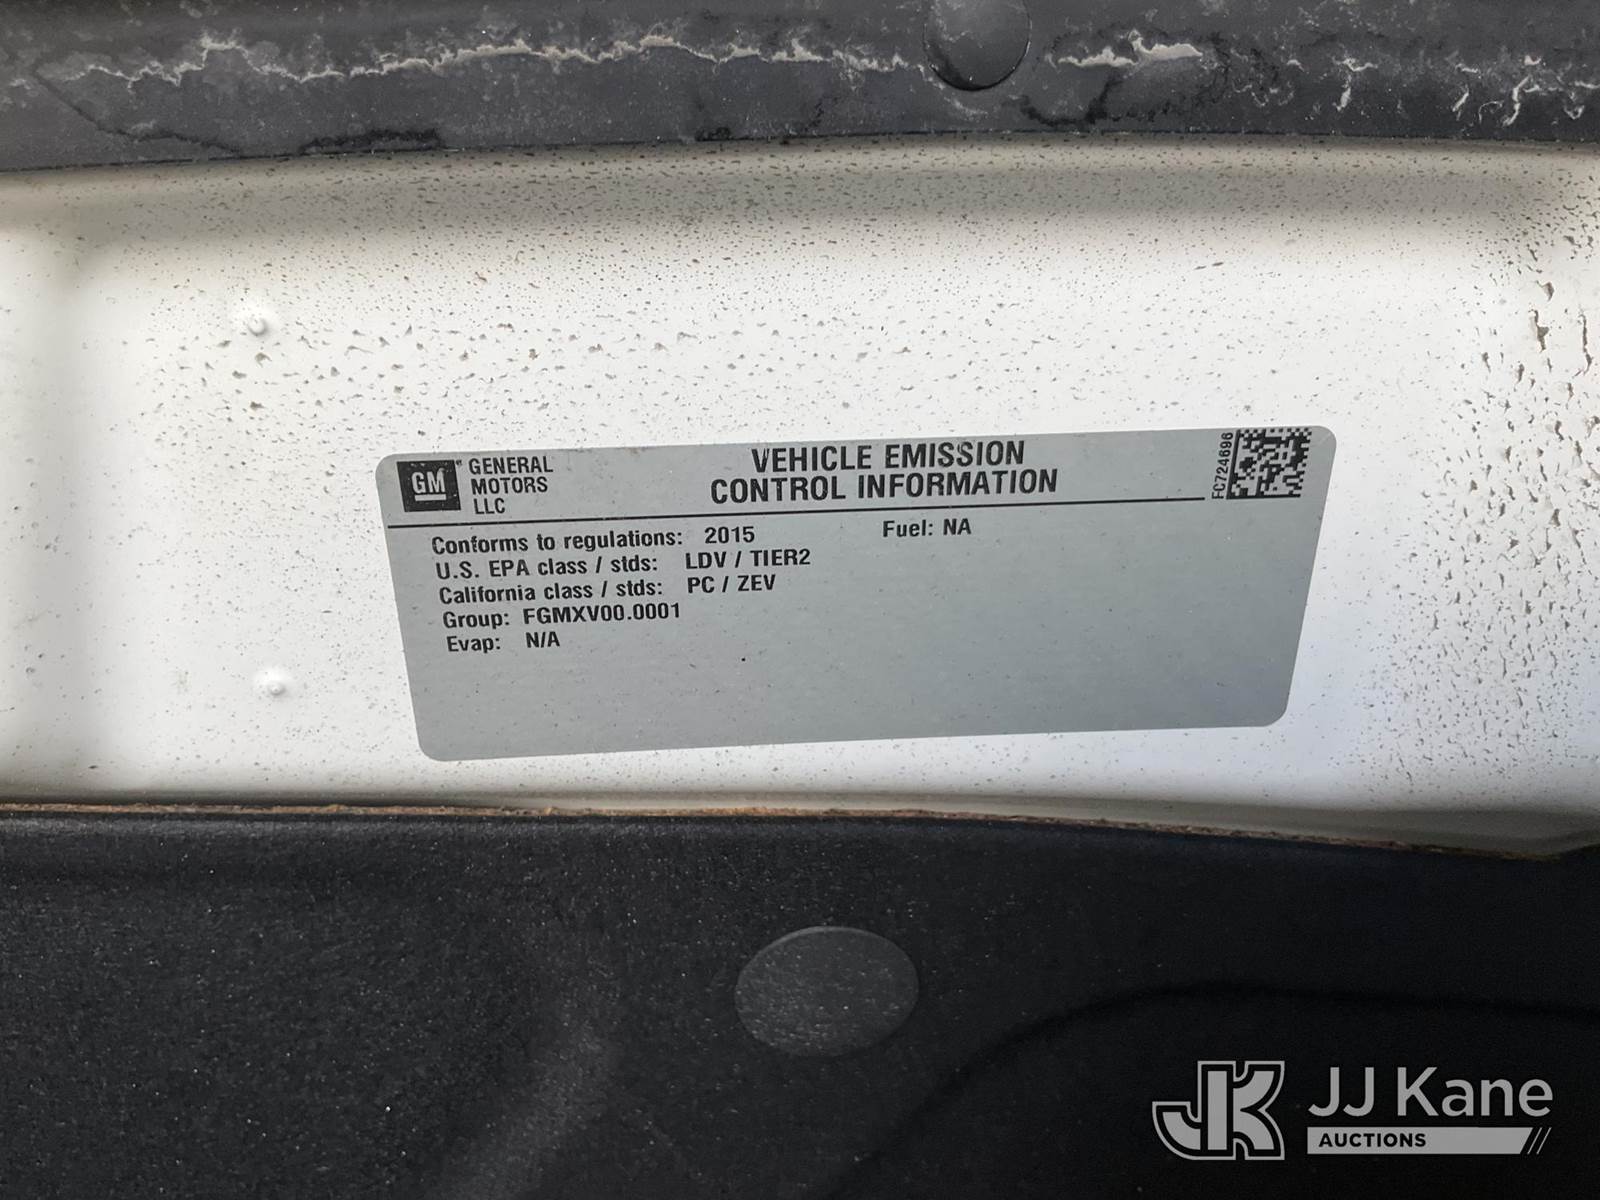 GM
GENERAL
MOTORS
LLC
VEHICLE EMISSION
CONTROL INFORMATION
FC724696
Conforms to regulations: 2015 Fuel: NA
U.S. EPA class / stds: LDV / TIER2
California class / stds: PC / ZEV
Group: FGMXV00.0001
Evap: N/A
JK JJ Kane
AUCTIONS